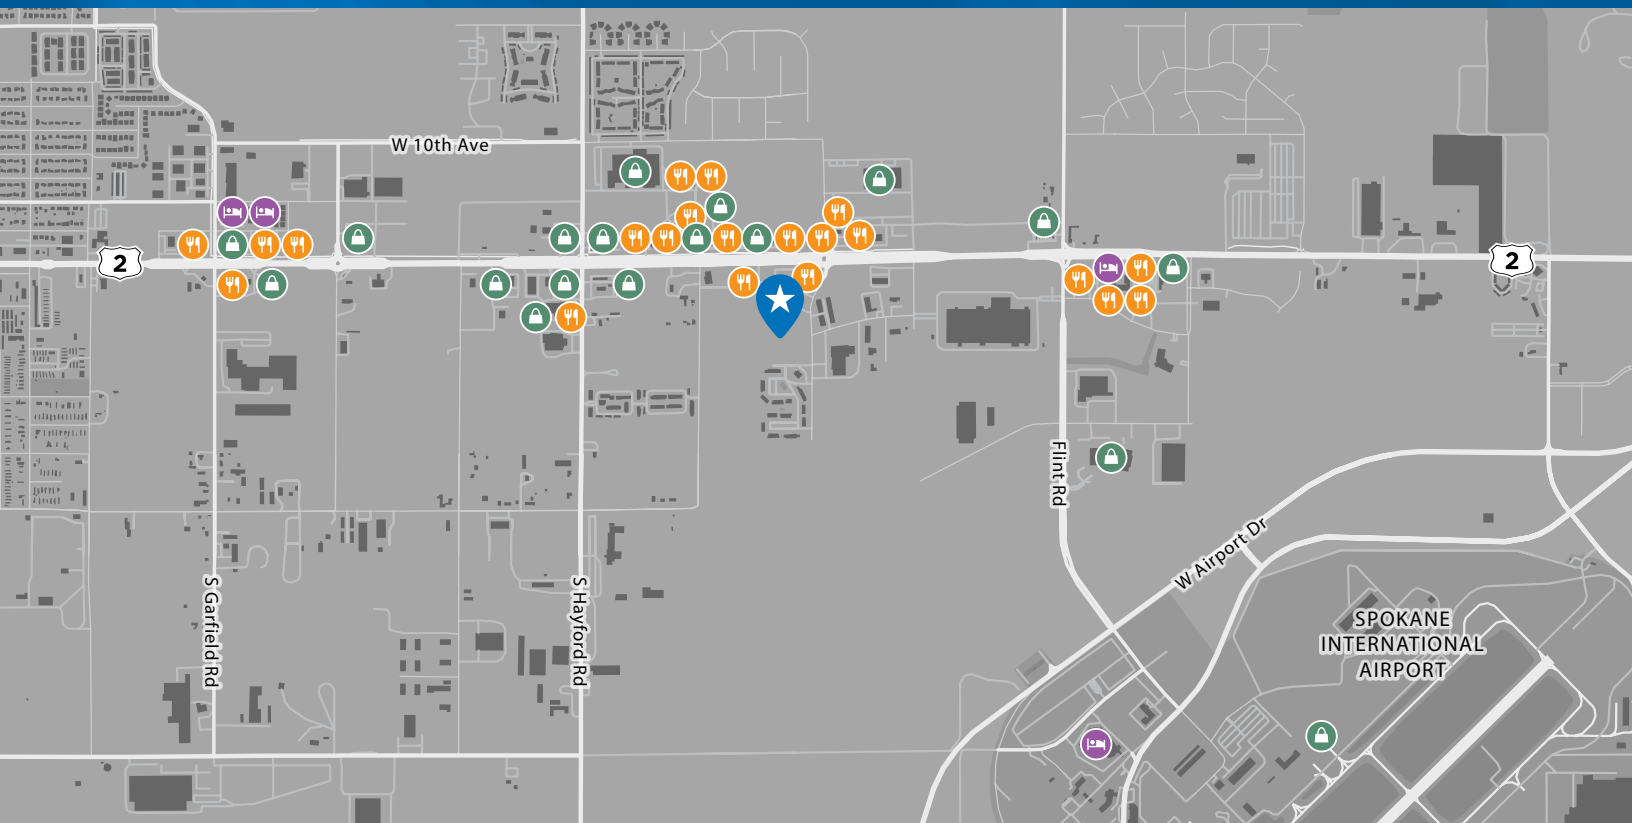 W 10th Ave
2
2
Flint Rd
W Airport Dr
S Garfield Rd
S Hayford Rd
SPOKANE
INTERNATIONAL
AIRPORT